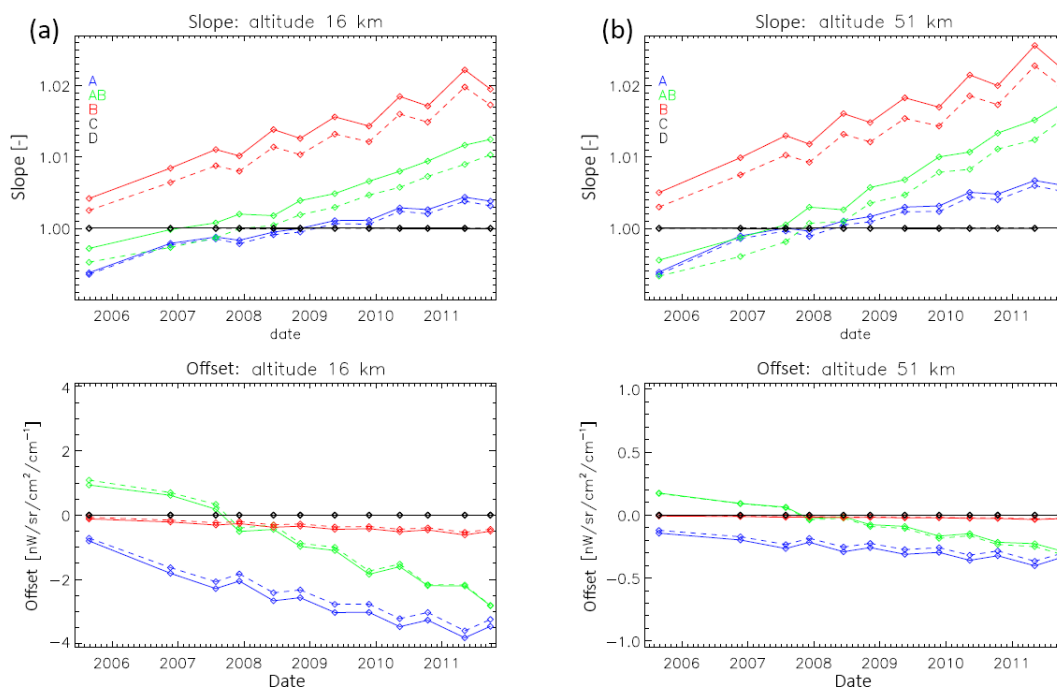 (a)
Slope: altitude 16 km
2006 2007 2008 2009 2010 2011
A
AB
B
C
D
1.02
1.01
1.00
Slope [-]
date
(b)
Slope: altitude 51 km
2006 2007 2008 2009 2010 2011
A
AB
B
C
D
1.02
1.01
1.00
Slope [-]
date
Offset: altitude 16 km
4
2
0
−2
−4
Offset [nW/sr/cm²/cm⁻¹]
2006 2007 2008 2009 2010 2011
Date
Offset: altitude 51 km
1.0
0.5
0.0
−0.5
−1.0
Offset [nW/sr/cm²/cm⁻¹]
2006 2007 2008 2009 2010 2011
Date